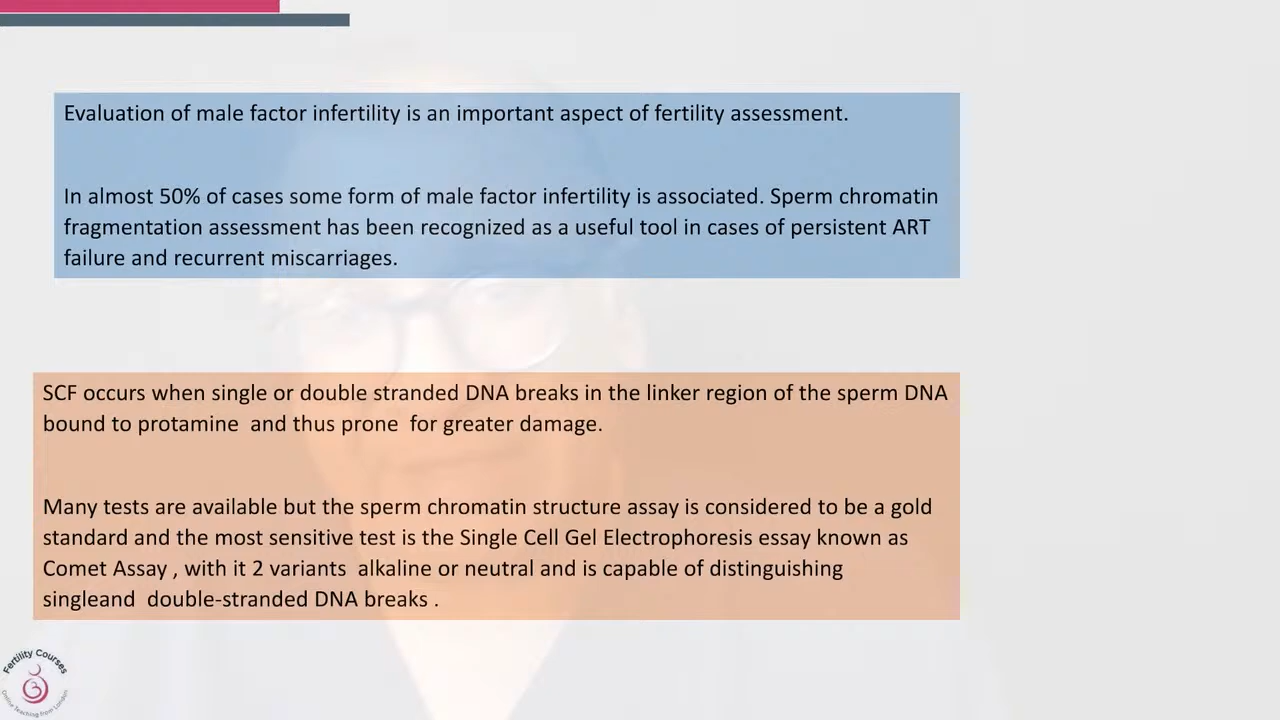 Evaluation of male factor infertility is an important aspect of fertility assessment.
In almost 50% of cases some form of male factor infertility is associated. Sperm chromatin
fragmentation assessment has been recognized as a useful tool in cases of persistent ART
failure and recurrent miscarriages.
SCF occurs when single or double stranded DNA breaks in the linker region of the sperm DNA
bound to protamine  and thus prone  for greater damage.
Many tests are available but the sperm chromatin structure assay is considered to be a gold
standard and the most sensitive test is the Single Cell Gel Electrophoresis essay known as
Comet Assay , with it 2 variants  alkaline or neutral and is capable of distinguishing
singleand  double-stranded DNA breaks .
Fertility Courses
Online Teaching from London